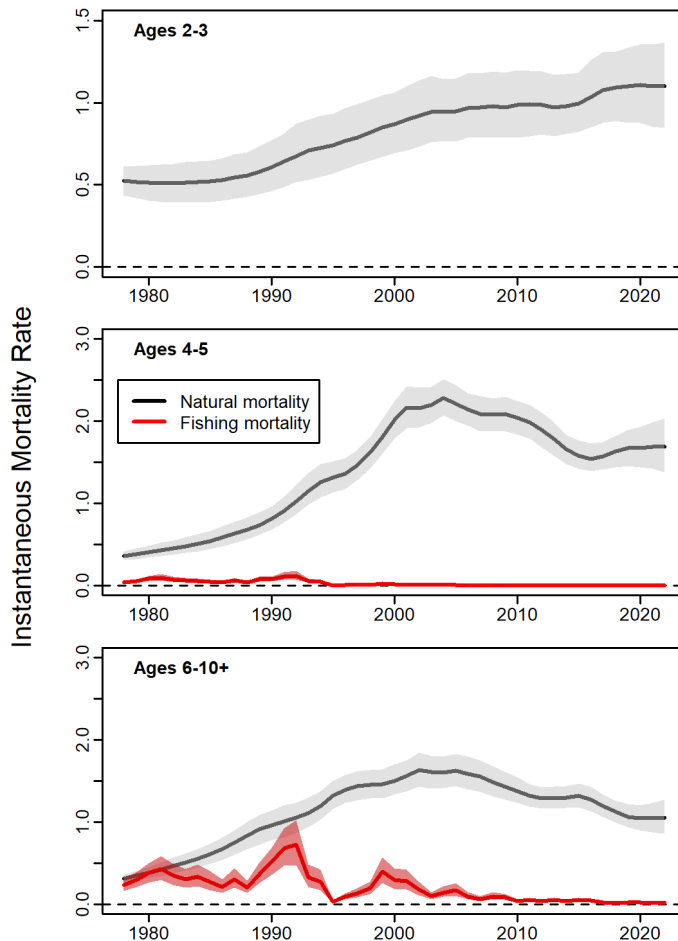 Instantaneous Mortality Rate
Ages 2-3
1.5
1.0
0.5
0.0
1980 1990 2000 2010 2020
Ages 4-5
3.0
2.0
1.0
0.0
Natural mortality
Fishing mortality
1980 1990 2000 2010 2020
Ages 6-10+
3.0
2.0
1.0
0.0
1980 1990 2000 2010 2020